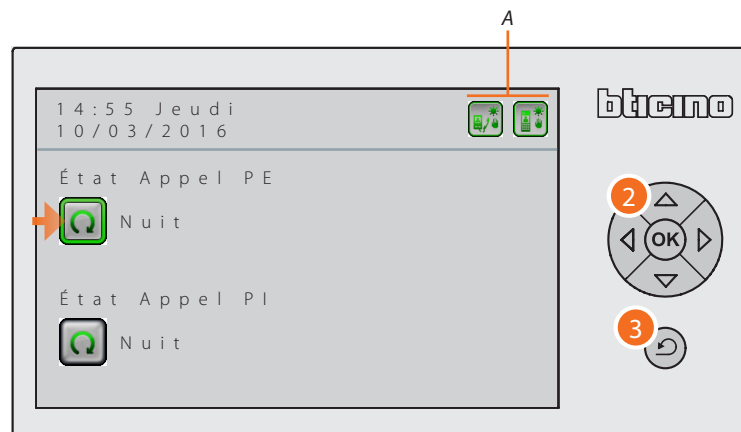 A
14:55 Jeudi
10/03/2016
bticino
État Appel PE
Nuit
2
OK
État Appel PI
Nuit
3